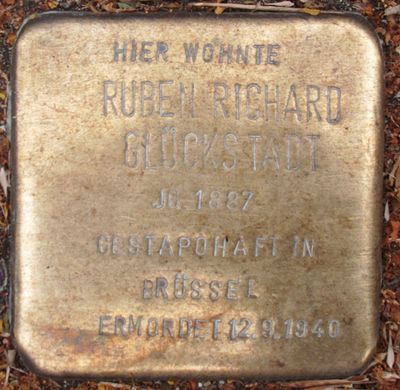 HIER WOHNTE
RUBEN RICHARD
GLÜCKSTADT
JG. 1887
GESTAPOHAFT IN
BRÜSSEL
ERMORDET 12.9.1940